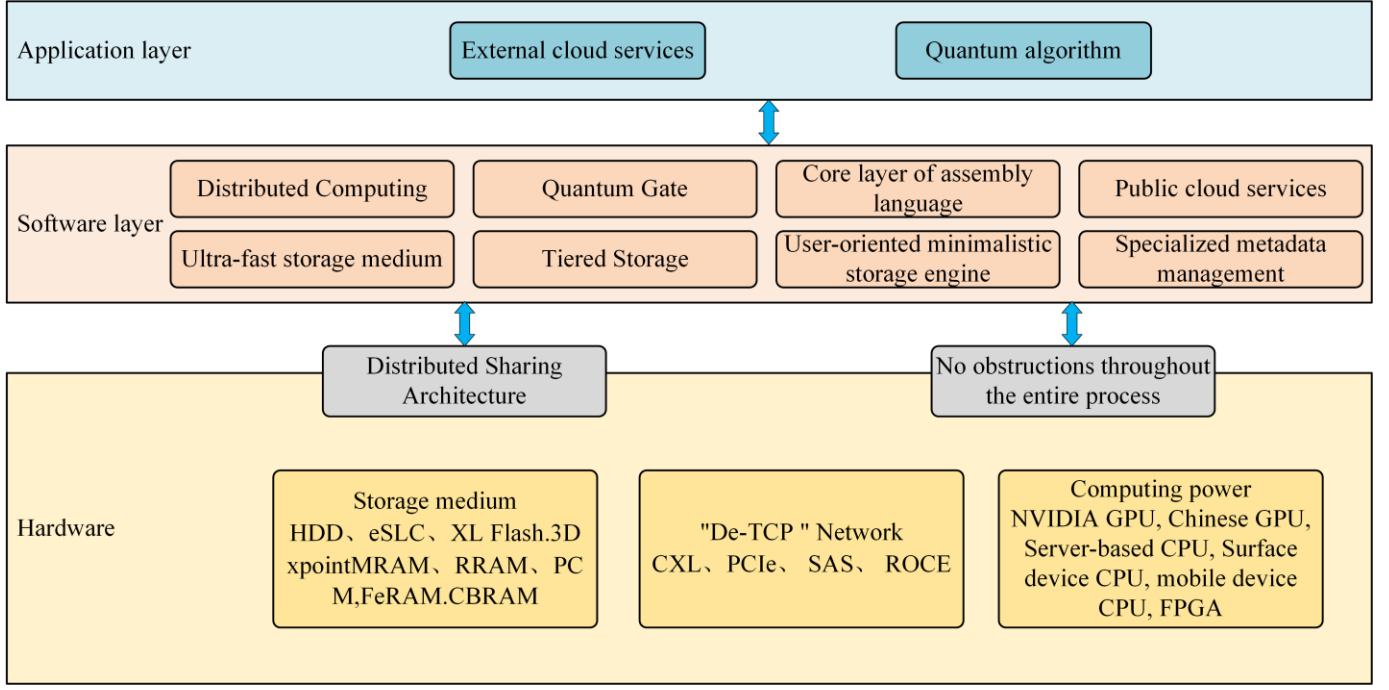 Application layer
External cloud services
Quantum algorithm
Software layer
Distributed Computing
Quantum Gate
Core layer of assembly
language
Public cloud services
Ultra-fast storage medium
Tiered Storage
User-oriented minimalistic
storage engine
Specialized metadata
management
Distributed Sharing
Architecture
No obstructions throughout
the entire process
Hardware
Storage medium
HDD、eSLC、XL Flash.3D
xpointMRAM、RRAM、PC
M,FeRAM.CBRAM
"De-TCP " Network
CXL、PCIe、 SAS、 ROCE
Computing power
NVIDIA GPU, Chinese GPU,
Server-based CPU, Surface
device CPU, mobile device
CPU, FPGA